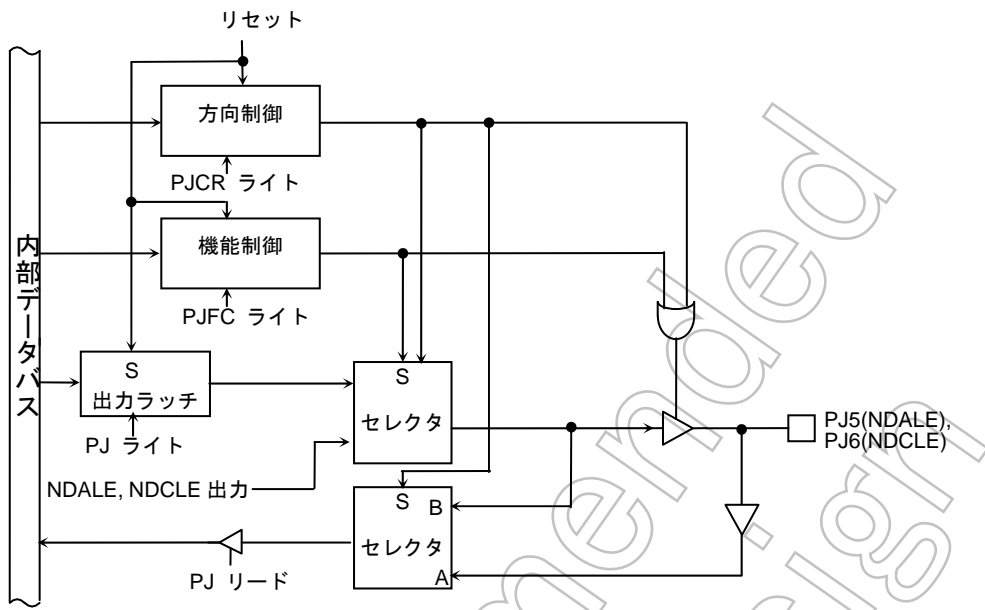 リセット
方向制御
PJCR ライト
内部データバス
機能制御
PJFC ライト
S
出力ラッチ
PJ ライト
S
セレクタ
PJ5(NDALE),
PJ6(NDCLE)
NDALE, NDCLE 出力
S
B
セレクタ
A
PJ リード
mended
sign